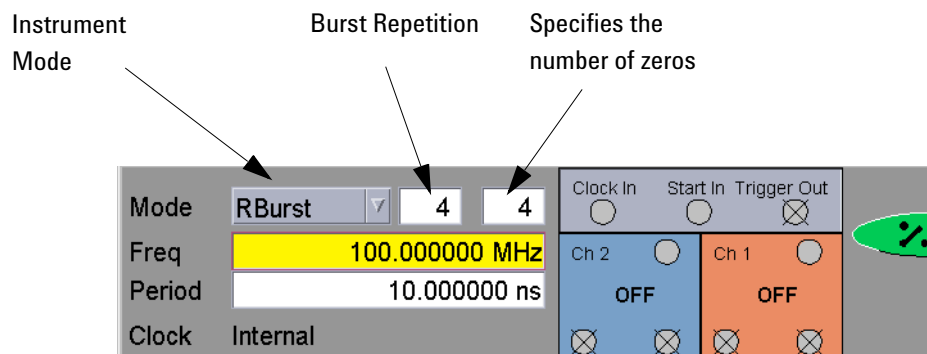 Instrument
Mode
Burst Repetition
Specifies the
number of zeros
Mode RBurst 4 4
Freq 100.000000 MHz
Period 10.000000 ns
Clock Internal
Clock In Start In Trigger Out
Ch 2 Ch 1
OFF OFF